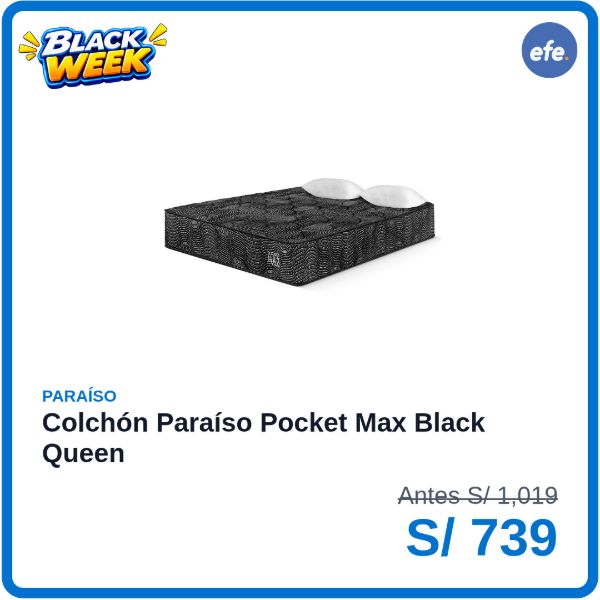 BLACK
WEEK
efe.
PARAÍSO
Colchón Paraíso Pocket Max Black
Queen
Antes S/ 1,019
S/ 739